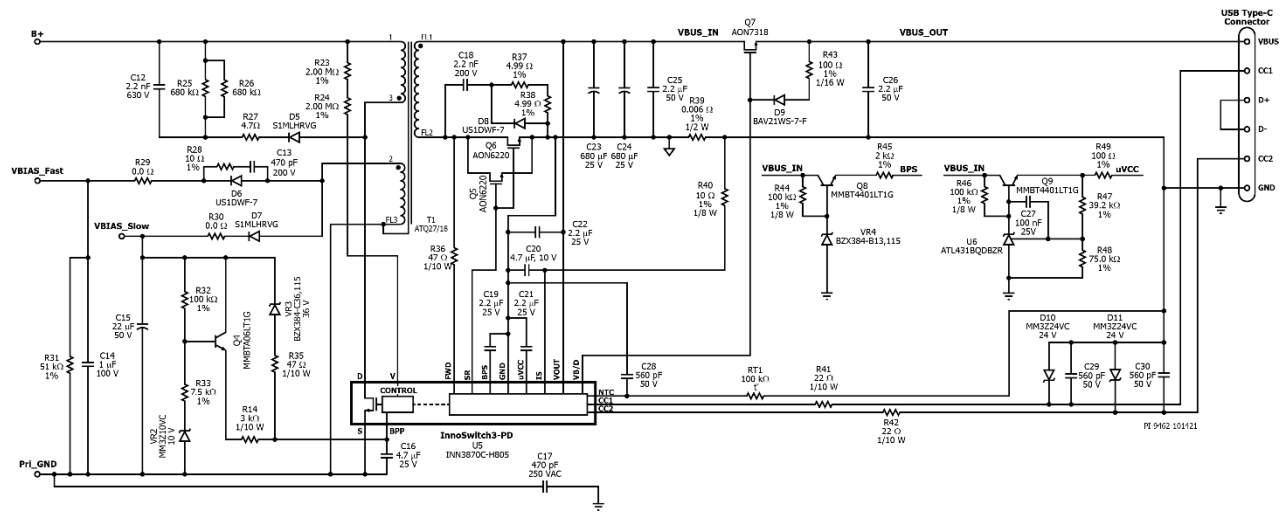 B+
C12
2.2 nF
630 V
R25
680 kΩ
R26
680 kΩ
R27
4.7Ω
D5
S1MLHRVG
R23
2.00 MΩ
1%
R24
2.00 MΩ
1%
1
3
FL1
FL2
2
FL3
T1
ATQ27/18
C18
2.2 nF
200 V
R37
4.99 Ω
1%
R38
4.99 Ω
1%
D8
US1DWF-7
Q6
AON6220
Q5
AON6220
C23
680 µF
25 V
C24
680 µF
25 V
C25
2.2 µF
50 V
R39
0.006 Ω
1%
1/2 W
VBUS_IN
Q7
AON7318
VBUS_OUT
R43
100 Ω
1%
1/16 W
D9
BAV21WS-7-F
C26
2.2 µF
50 V
USB Type-C
Connector
VBUS
CC1
D+
D-
CC2
GND
VBIAS_Fast
R29
0.0 Ω
R28
10 Ω
1%
C13
470 pF
200 V
D6
US1DWF-7
VBIAS_Slow
R30
0.0 Ω
D7
S1MLHRVG
R36
47 Ω
1/10 W
C22
2.2 µF
25 V
C20
4.7 µF, 10 V
C19
2.2 µF
25 V
C21
2.2 µF
25 V
R40
10 Ω
1%
1/8 W
VBUS_IN
R44
100 kΩ
1%
1/8 W
Q8
MMBT4401LT1G
R45
2 kΩ
1%
BPS
VR4
BZX384-B13,115
VBUS_IN
R46
100 kΩ
1%
1/8 W
Q9
MMBT4401LT1G
C27
100 nF
25V
U6
ATL431BQDBZR
R49
100 Ω
1%
uVCC
R47
39.2 kΩ
1%
R48
75.0 kΩ
1%
R31
51 kΩ
1%
C14
1 µF
100 V
C15
22 µF
50 V
R32
100 kΩ
1%
R33
7.5 kΩ
1%
VR2
MM3Z10VC
10 V
Q4
MMBTA06LT1G
VR3
BZX384-C36,115
36 V
R35
47 Ω
1/10 W
R14
3 kΩ
1/10 W
D
V
S
BPP
CONTROL
FWD
SR
BPS
GND
uVCC
IS
VOUT
VB/D
NTC
CC1
CC2
InnoSwitch3-PD
U5
INN3870C-H805
C16
4.7 µF
25 V
C17
470 pF
250 VAC
C28
560 pF
50 V
RT1
100 kΩ
R41
22 Ω
1/10 W
R42
22 Ω
1/10 W
D10
MM3Z24VC
24 V
D11
MM3Z24VC
24 V
C29
560 pF
50 V
C30
560 pF
50 V
PI 9462 101421
Pri_GND